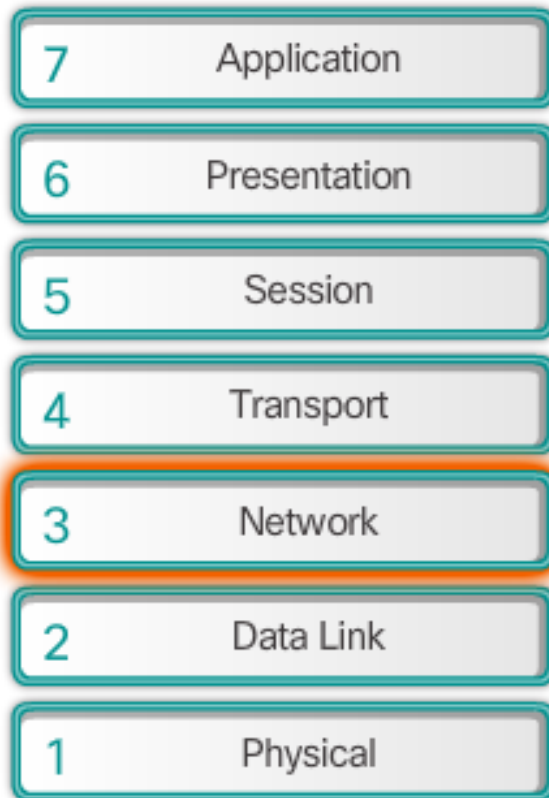 7 Application
6 Presentation
5 Session
4 Transport
3 Network
2 Data Link
1 Physical